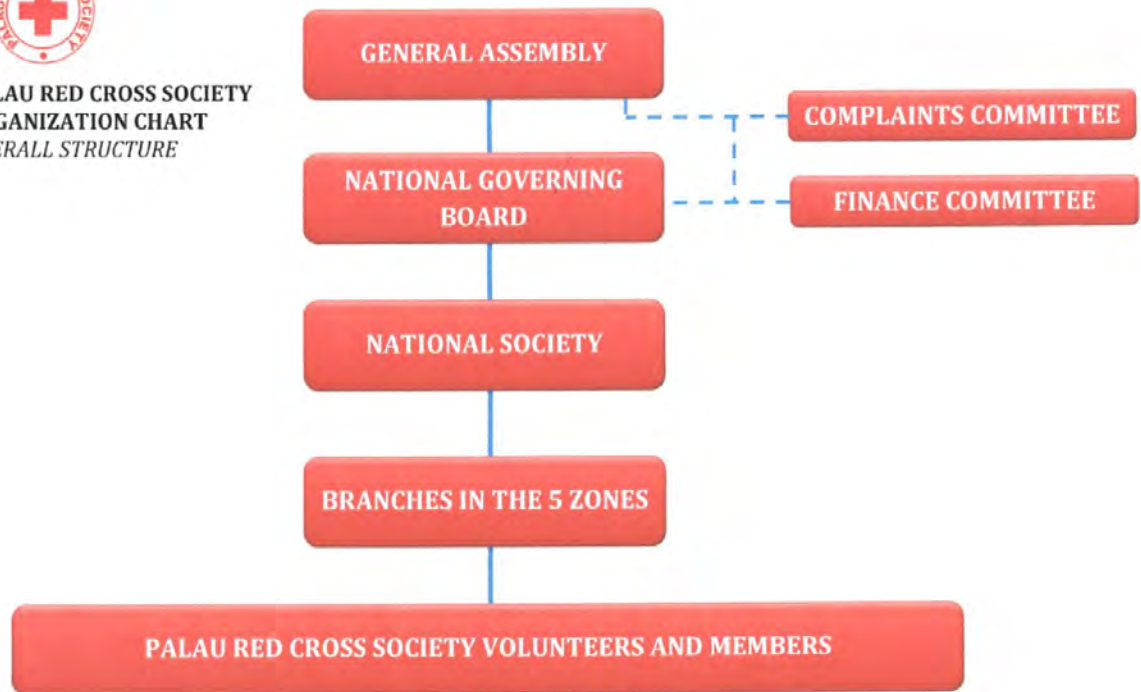 SOCIETY
LAU RED CROSS SOCIETY
GANIZATION CHART
ERALL STRUCTURE
GENERAL ASSEMBLY
COMPLAINTS COMMITTEE
NATIONAL GOVERNING
BOARD
FINANCE COMMITTEE
NATIONAL SOCIETY
BRANCHES IN THE 5 ZONES
PALAU RED CROSS SOCIETY VOLUNTEERS AND MEMBERS